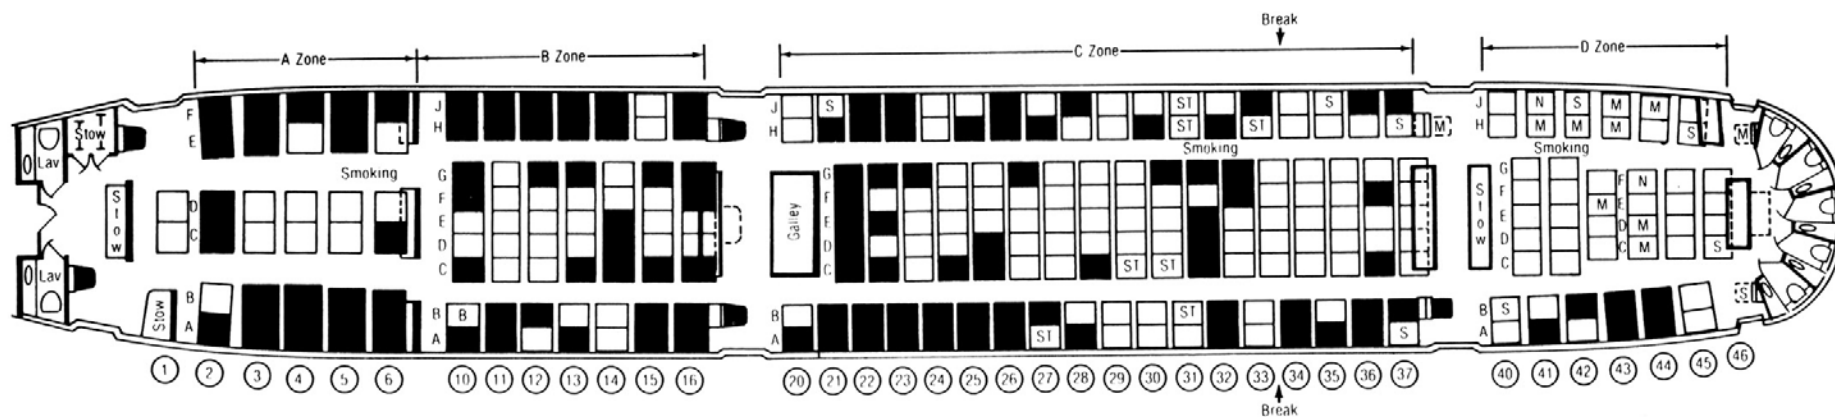 Break
A Zone
B Zone
C Zone
D Zone
F
E
J
H
J
S
H
ST
ST
ST
S
S
M
J
H
N
S
M
M
M
M
M
S
M
Stow
Lav
Smoking
Smoking
Smoking
Stow
D
C
G
F
E
D
C
Galley
G
F
E
D
C
ST
ST
Stow
G
F
E
D
C
M
F
E
D
C
N
M
M
S
Lav
Stow
B
A
B
A
B
B
A
ST
ST
S
B
A
S
S
1
2
3
4
5
6
10
11
12
13
14
15
16
20
21
22
23
24
25
26
27
28
29
30
31
32
33
34
35
36
37
40
41
42
43
44
45
46
Break